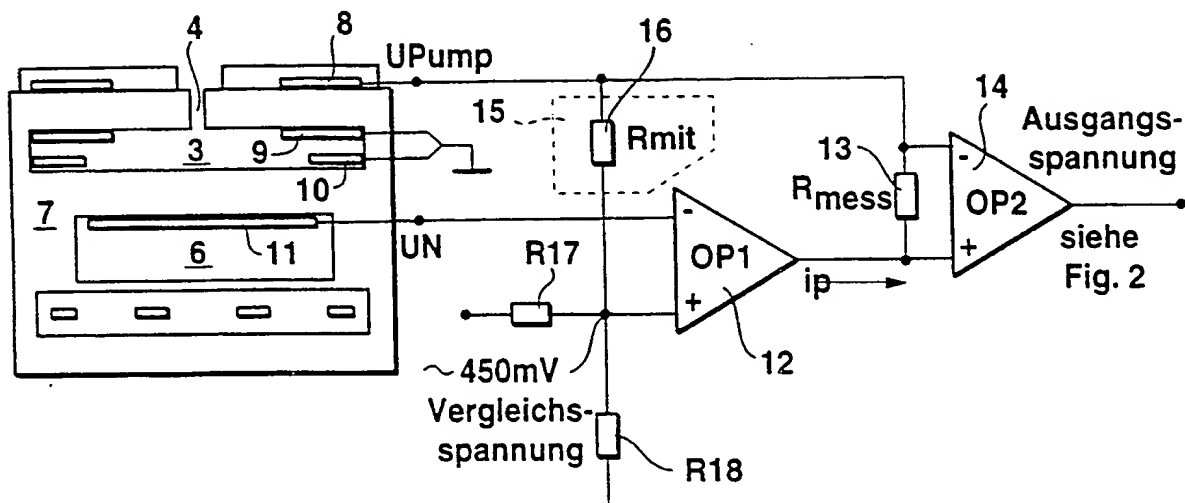 4
8
UPump
16
15
Rmit
14
Ausgangs-
spannung
3
9
10
13
Rmess
-
OP2
+
7
6
11
UN
-
OP1
+
R17
ip
siehe
Fig. 2
12
~ 450mV
Vergleichs-
spannung
R18